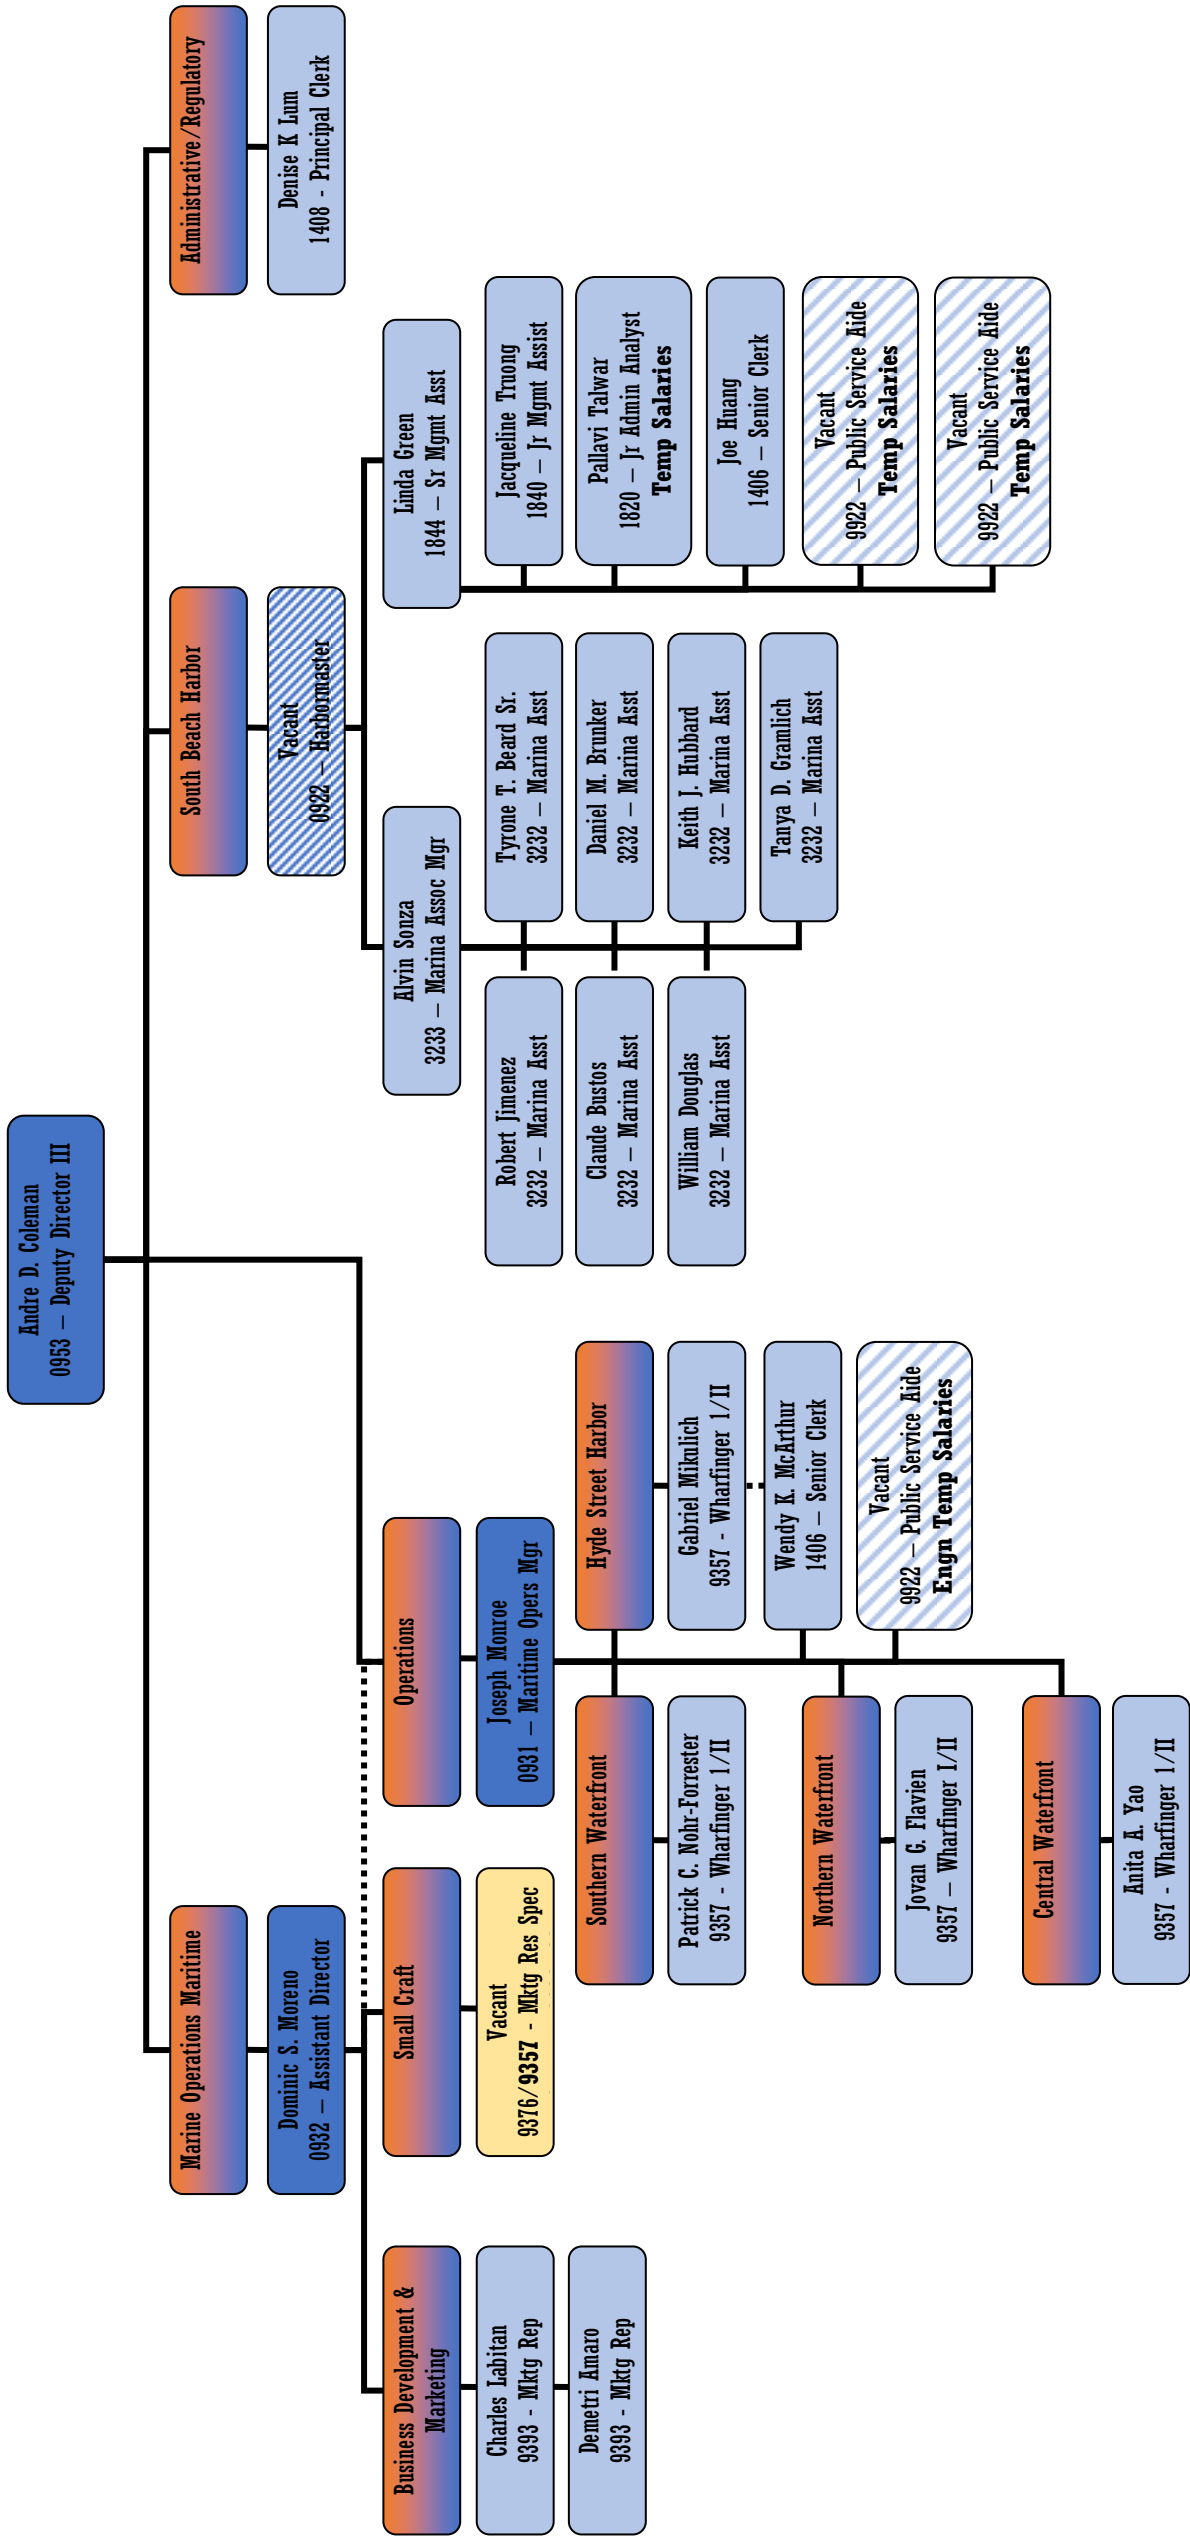 Andre D. Coleman
0953 – Deputy Director III
Marine Operations Maritime
Dominic S. Moreno
0932 – Assistant Director
Business Development &
Marketing
Charles Labitan
9393 - Mktg Rep
Demetri Amaro
9393 - Mktg Rep
Small Craft
Vacant
9376/9357 - Mktg Res Spec
Operations
Joseph Monroe
0931 – Maritime Opers Mgr
Southern Waterfront
Patrick C. Nohr-Forrester
9357 - Wharfinger 1/II
Northern Waterfront
Jovan G. Flavien
9357 – Wharfinger I/II
Central Waterfront
Anita A. Yao
9357 - Wharfinger 1/II
Hyde Street Harbor
Gabriel Mikulich
9357 - Wharfinger 1/II
Wendy K. McArthur
1406 – Senior Clerk
Vacant
9922 – Public Service Aide
Engn Temp Salaries
South Beach Harbor
Vacant
0922 – Harbormaster
Alvin Sonza
3233 – Marina Assoc Mgr
Robert Jimenez
3232 – Marina Asst
Claude Bustos
3232 – Marina Asst
William Douglas
3232 – Marina Asst
Tyrone T. Beard Sr.
3232 – Marina Asst
Daniel M. Brunker
3232 – Marina Asst
Keith J. Hubbard
3232 – Marina Asst
Tanya D. Gramlich
3232 – Marina Asst
Linda Green
1844 – Sr Mgmt Asst
Jacqueline Truong
1840 – Jr Mgmt Assist
Pallavi Talwar
1820 – Jr Admin Analyst
Temp Salaries
Joe Huang
1406 – Senior Clerk
Vacant
9922 – Public Service Aide
Temp Salaries
Vacant
9922 – Public Service Aide
Temp Salaries
Administrative/Regulatory
Denise K Lum
1408 - Principal Clerk